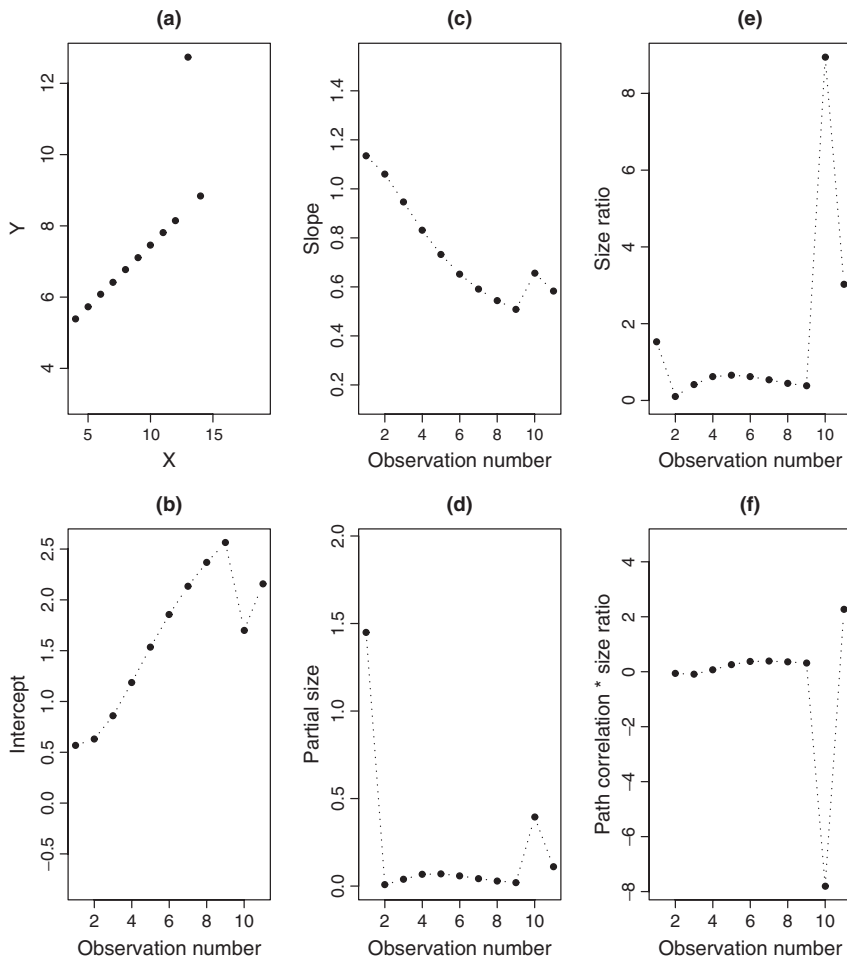 (a)
12
10
8
6
4
Y
5 10 15
X
(b)
2.5
2.0
1.5
1.0
0.5
0.0
−0.5
Intercept
2 4 6 8 10
Observation number
(c)
1.4
1.2
1.0
0.8
0.6
0.4
0.2
Slope
2 4 6 8 10
Observation number
(d)
2.0
1.5
1.0
0.5
0.0
Partial size
2 4 6 8 10
Observation number
(e)
8
6
4
2
0
Size ratio
2 4 6 8 10
Observation number
(f)
4
2
0
−2
−4
−6
−8
Path correlation * size ratio
2 4 6 8 10
Observation number